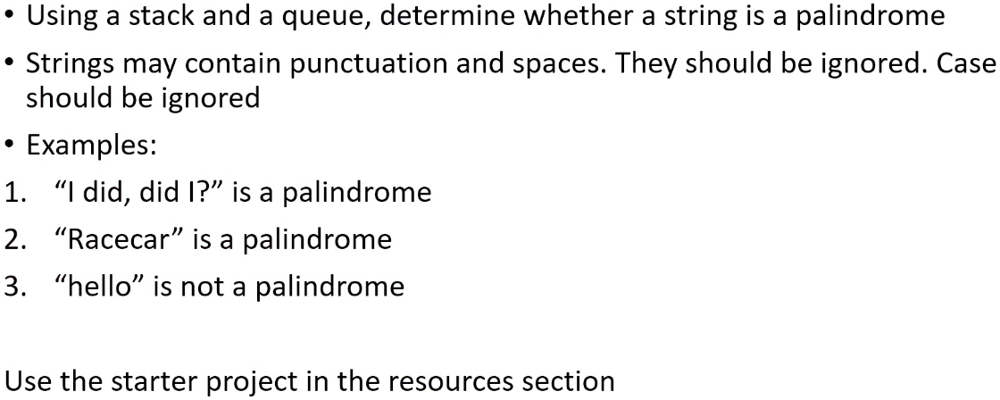 • Using a stack and a queue, determine whether a string is a palindrome
• Strings may contain punctuation and spaces. They should be ignored. Case
should be ignored
• Examples:
1. “I did, did I?” is a palindrome
2. “Racecar” is a palindrome
3. “hello” is not a palindrome
Use the starter project in the resources section